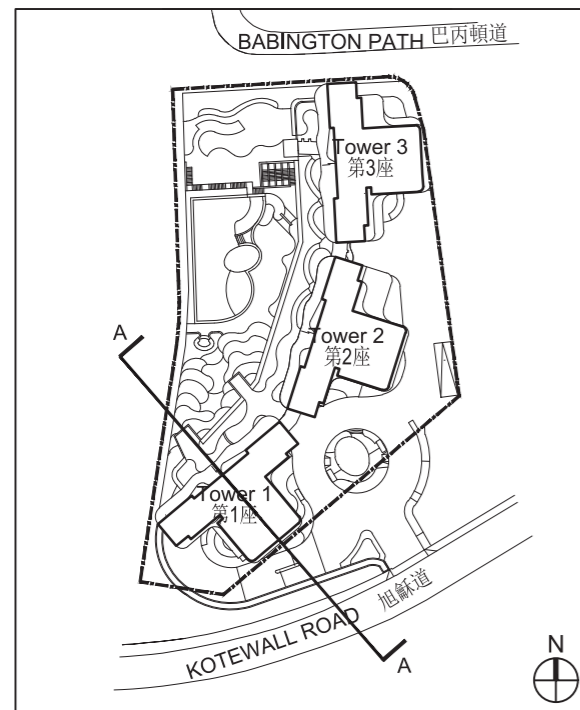 BABINGTON PATH 巴丙頓道
Tower 3
第3座
Tower 2
第2座
A
Tower 1
第1座
KOTEWALL ROAD 旭龢道
A
N